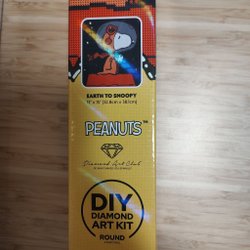 EARTH TO SNOOPY
PEANUTS
Diamond Art Club
DIY
DIAMOND
ART KIT
ROUND